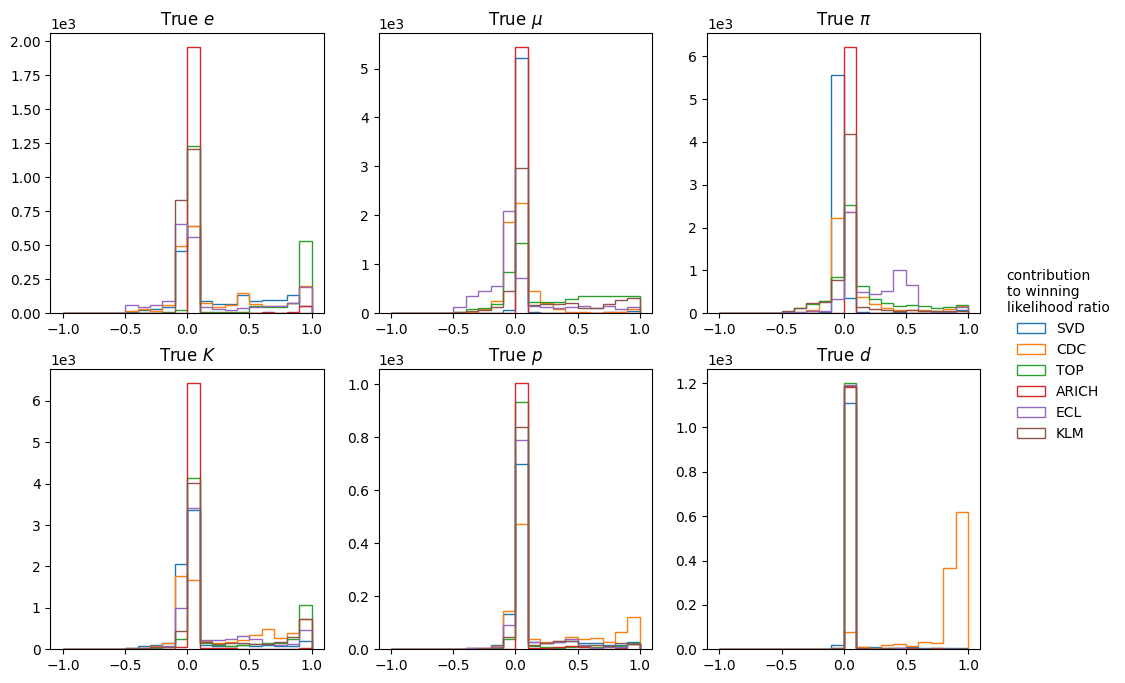 True e
1e3
2.00
1.75
1.50
1.25
1.00
0.75
0.50
0.25
0.00
−1.0 −0.5 0.0 0.5 1.0
True μ
1e3
5
4
3
2
1
0
−1.0 −0.5 0.0 0.5 1.0
True π
1e3
6
5
4
3
2
1
0
−1.0 −0.5 0.0 0.5 1.0
True K
1e3
6
5
4
3
2
1
0
−1.0 −0.5 0.0 0.5 1.0
True p
1e3
1.0
0.8
0.6
0.4
0.2
0.0
−1.0 −0.5 0.0 0.5 1.0
True d
1e3
1.2
1.0
0.8
0.6
0.4
0.2
0.0
−1.0 −0.5 0.0 0.5 1.0
contribution
to winning
likelihood ratio
SVD
CDC
TOP
ARICH
ECL
KLM